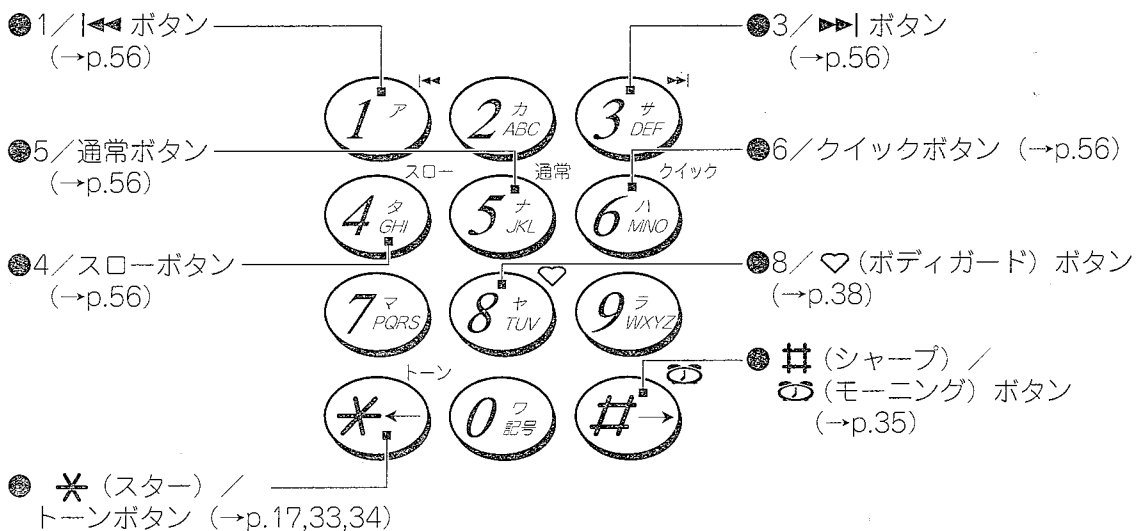 ●1/|◀◀ ボタン
(→p.56)
●3/ ▶▶| ボタン
(→p.56)
|◀◀
▶▶|
1 ア
2 カ ABC
3 サ DEF
●5/通常ボタン
(→p.56)
●6/クイックボタン (→p.56)
スロー 通常 クイック
4 タ GHI
5 ナ JKL
6 ハ MNO
●4/スローボタン
(→p.56)
●8/♡(ボディガード) ボタン
(→p.38)
♡
7 マ PQRS
8 ヤ TUV
9 ラ WXYZ
● #(シャープ) /
⏰(モーニング) ボタン
(→p.35)
トーン
⏰
*←
0 ワ 記号
#→
● *(スター) /
トーンボタン (→p.17,33,34)